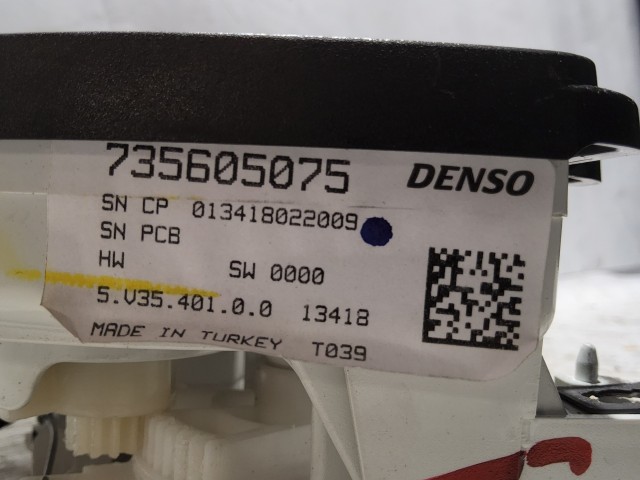 735605075 DENSO
SN CP 013418022009
SN PCB
HW SW 0000
5.V35.401.0.0 13418
MADE IN TURKEY T039